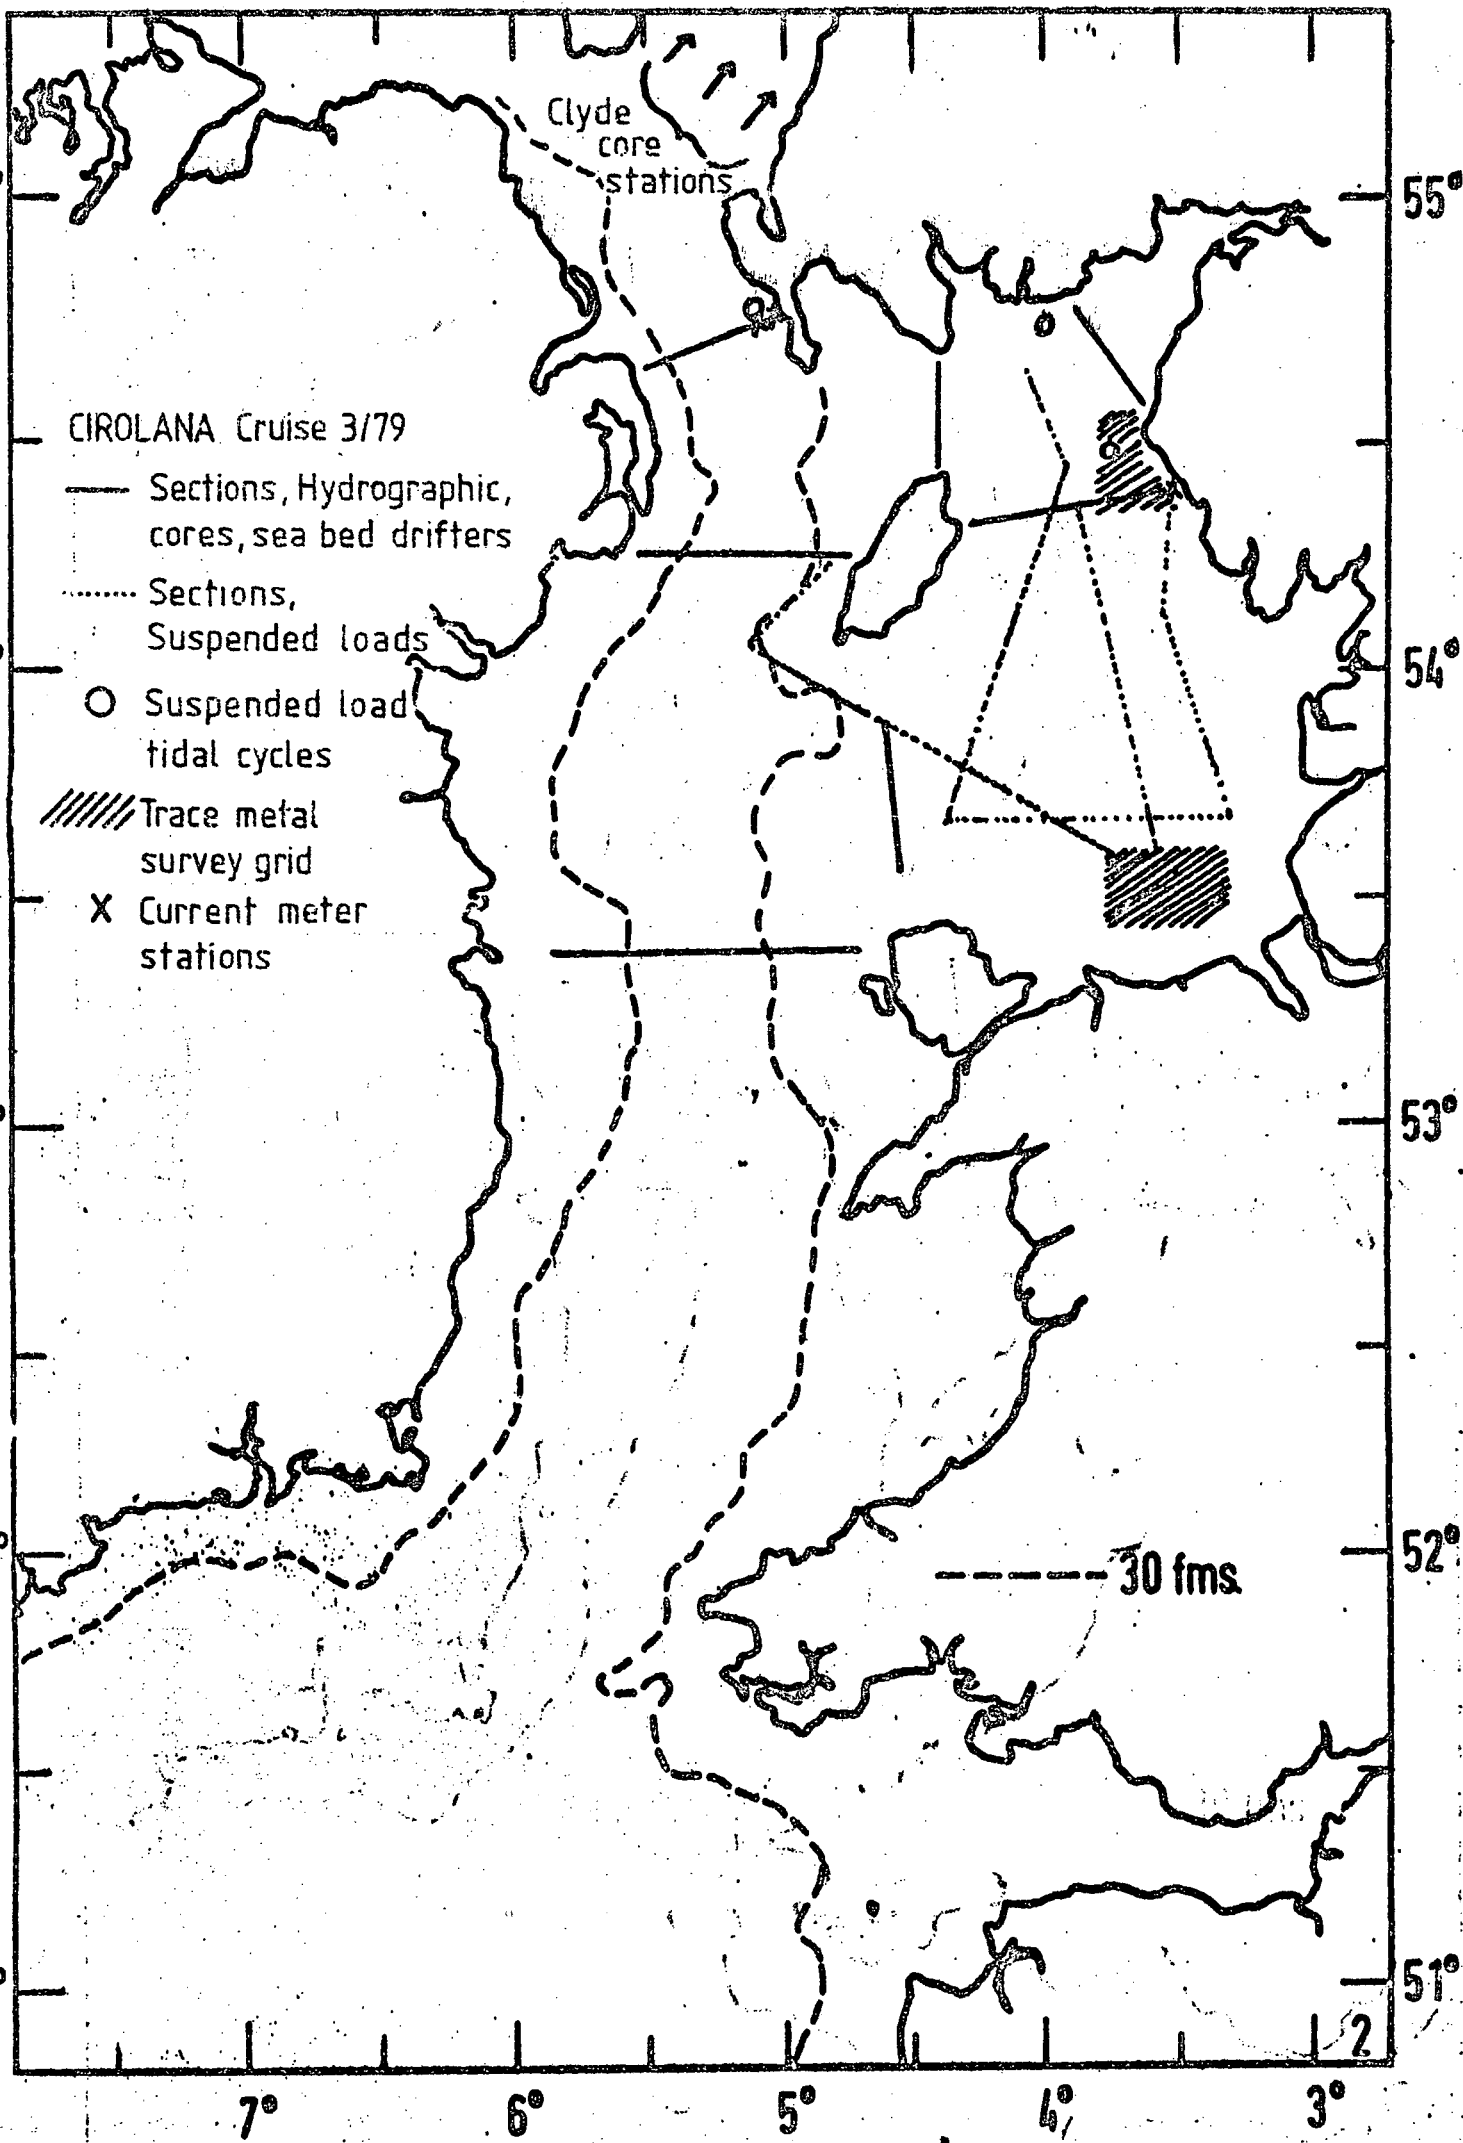 Clyde
core
stations
55°
CIROLANA Cruise 3/79
Sections, Hydrographic,
cores, sea bed drifters
Sections,
Suspended loads
54°
Suspended load
tidal cycles
Trace metal
survey grid
X Current meter
stations
53°
52°
30 fms.
51°
2
7° 6° 5° 4° 3°